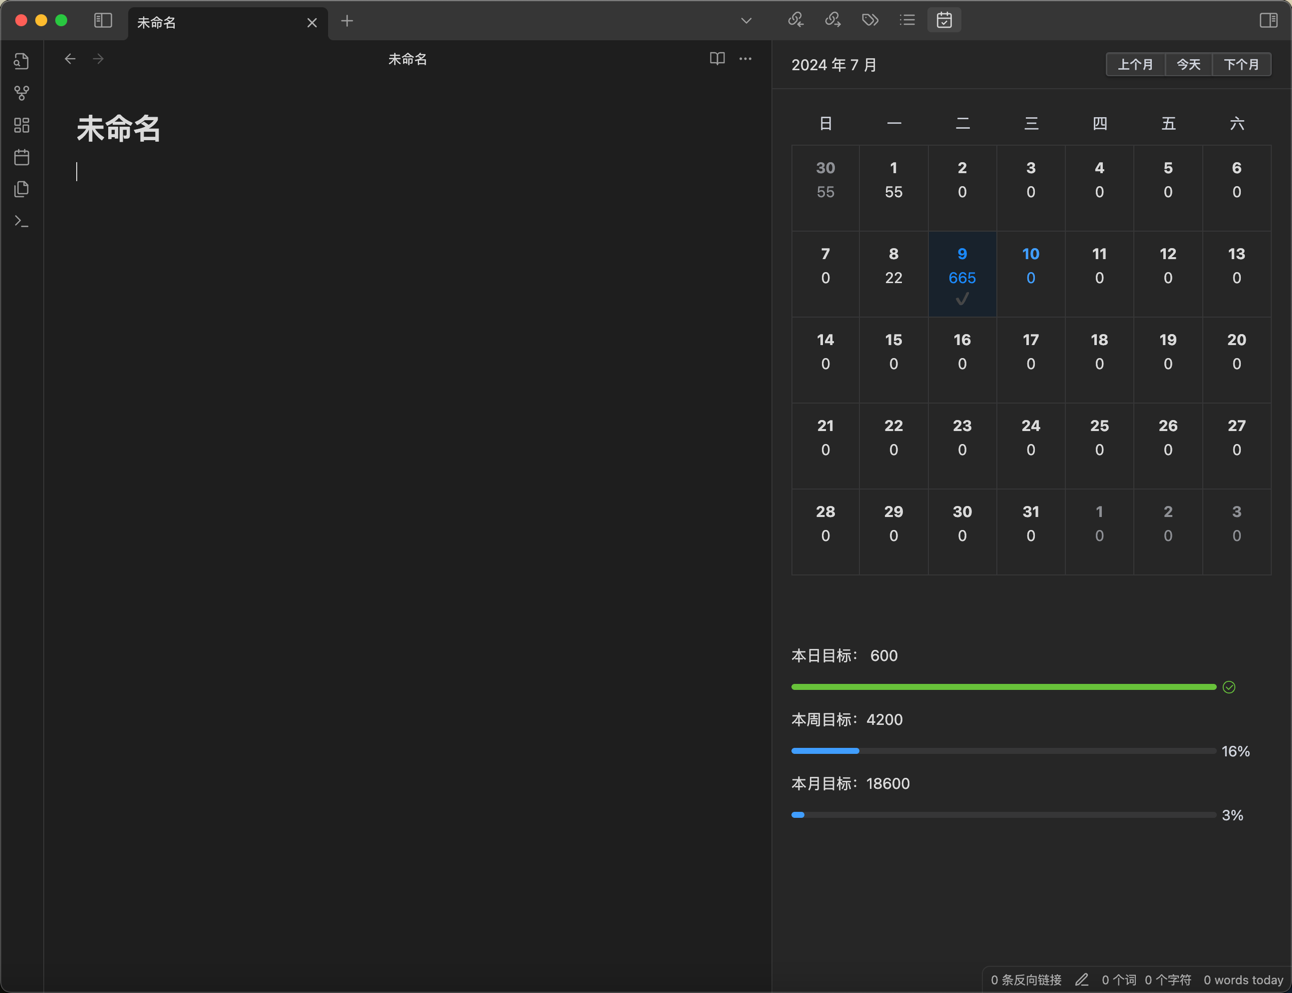 未命名
未命名
未命名
2024 年 7 月
上个月 今天 下个月
日 一 二 三 四 五 六
30 1 2 3 4 5 6
55 55 0 0 0 0 0
7 8 9 10 11 12 13
0 22 665 0 0 0 0
14 15 16 17 18 19 20
0 0 0 0 0 0 0
21 22 23 24 25 26 27
0 0 0 0 0 0 0
28 29 30 31 1 2 3
0 0 0 0 0 0 0
本日目标： 600
本周目标：4200
16%
本月目标：18600
3%
0 条反向链接 0 个词 0 个字符 0 words today